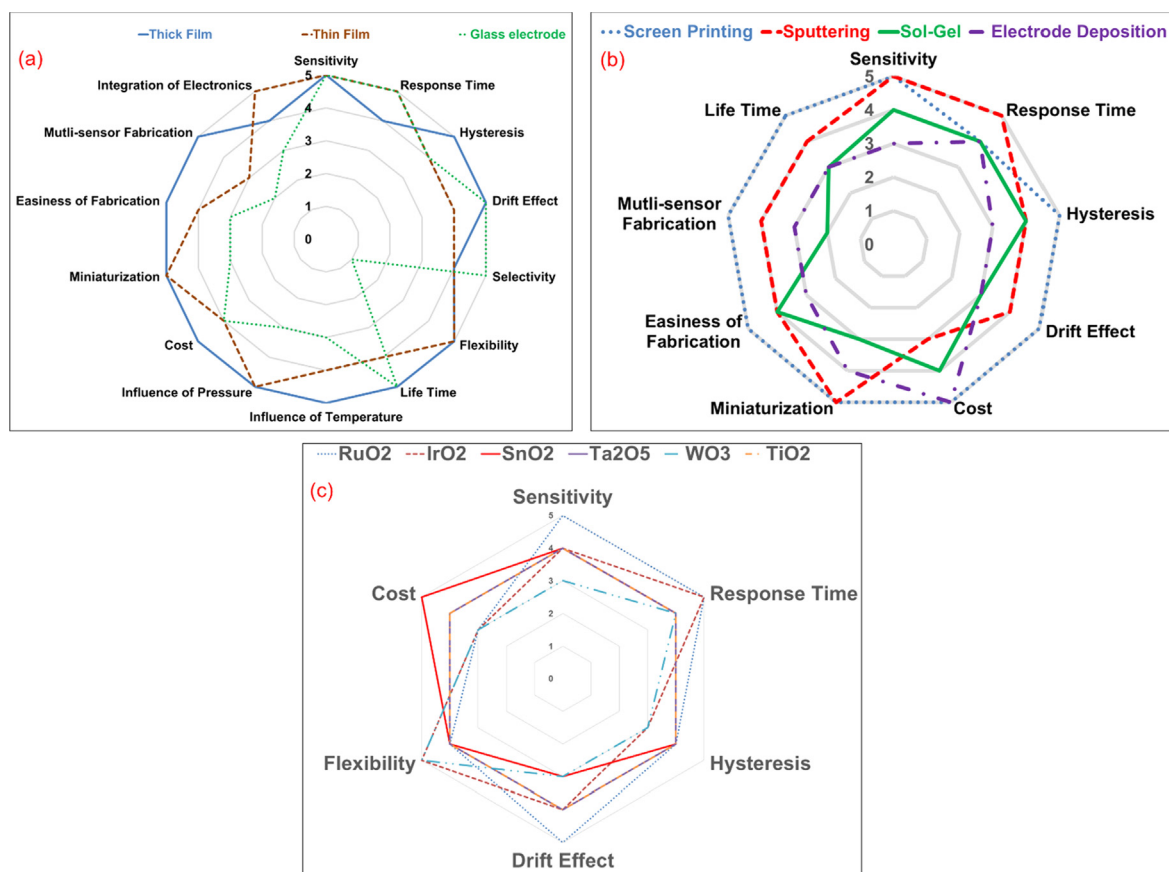 Thick Film Thin Film Glass electrode
(a)
Sensitivity
Integration of Electronics
Response Time
Mutli-sensor Fabrication
Hysteresis
Easiness of Fabrication
Drift Effect
Miniaturization
Selectivity
Cost
Flexibility
Influence of Pressure
Life Time
Influence of Temperature
5
4
3
2
1
0
Screen Printing Sputtering Sol-Gel Electrode Deposition
(b)
Sensitivity
Life Time
Response Time
Mutli-sensor
Fabrication
Hysteresis
Easiness of
Fabrication
Drift Effect
Miniaturization
Cost
5
4
3
2
1
0
RuO2 IrO2 SnO2 Ta2O5 WO3 TiO2
(c)
Sensitivity
Cost
Response Time
Flexibility
Hysteresis
Drift Effect
5
4
3
2
1
0